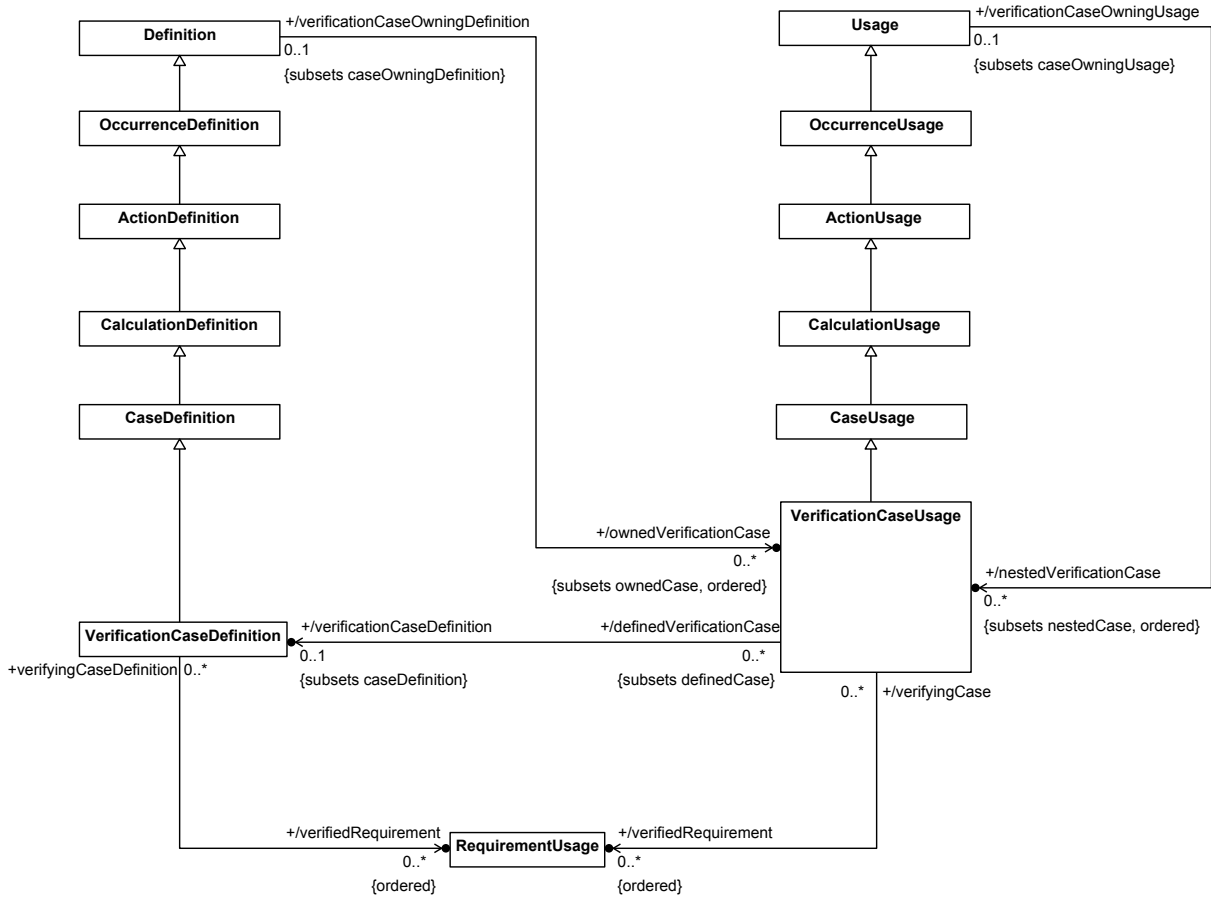 +/verificationCaseOwningDefinition
Definition
0..1
{subsets caseOwningDefinition}
+/verificationCaseOwningUsage
Usage
0..1
{subsets caseOwningUsage}
OccurrenceDefinition
OccurrenceUsage
ActionDefinition
ActionUsage
CalculationDefinition
CalculationUsage
CaseDefinition
CaseUsage
VerificationCaseUsage
+/ownedVerificationCase
0..*
{subsets ownedCase, ordered}
+/nestedVerificationCase
0..*
{subsets nestedCase, ordered}
VerificationCaseDefinition
+/verificationCaseDefinition
0..1
{subsets caseDefinition}
+/definedVerificationCase
0..*
{subsets definedCase}
+verifyingCaseDefinition 0..*
0..* +/verifyingCase
+/verifiedRequirement
0..*
{ordered}
RequirementUsage
+/verifiedRequirement
0..*
{ordered}